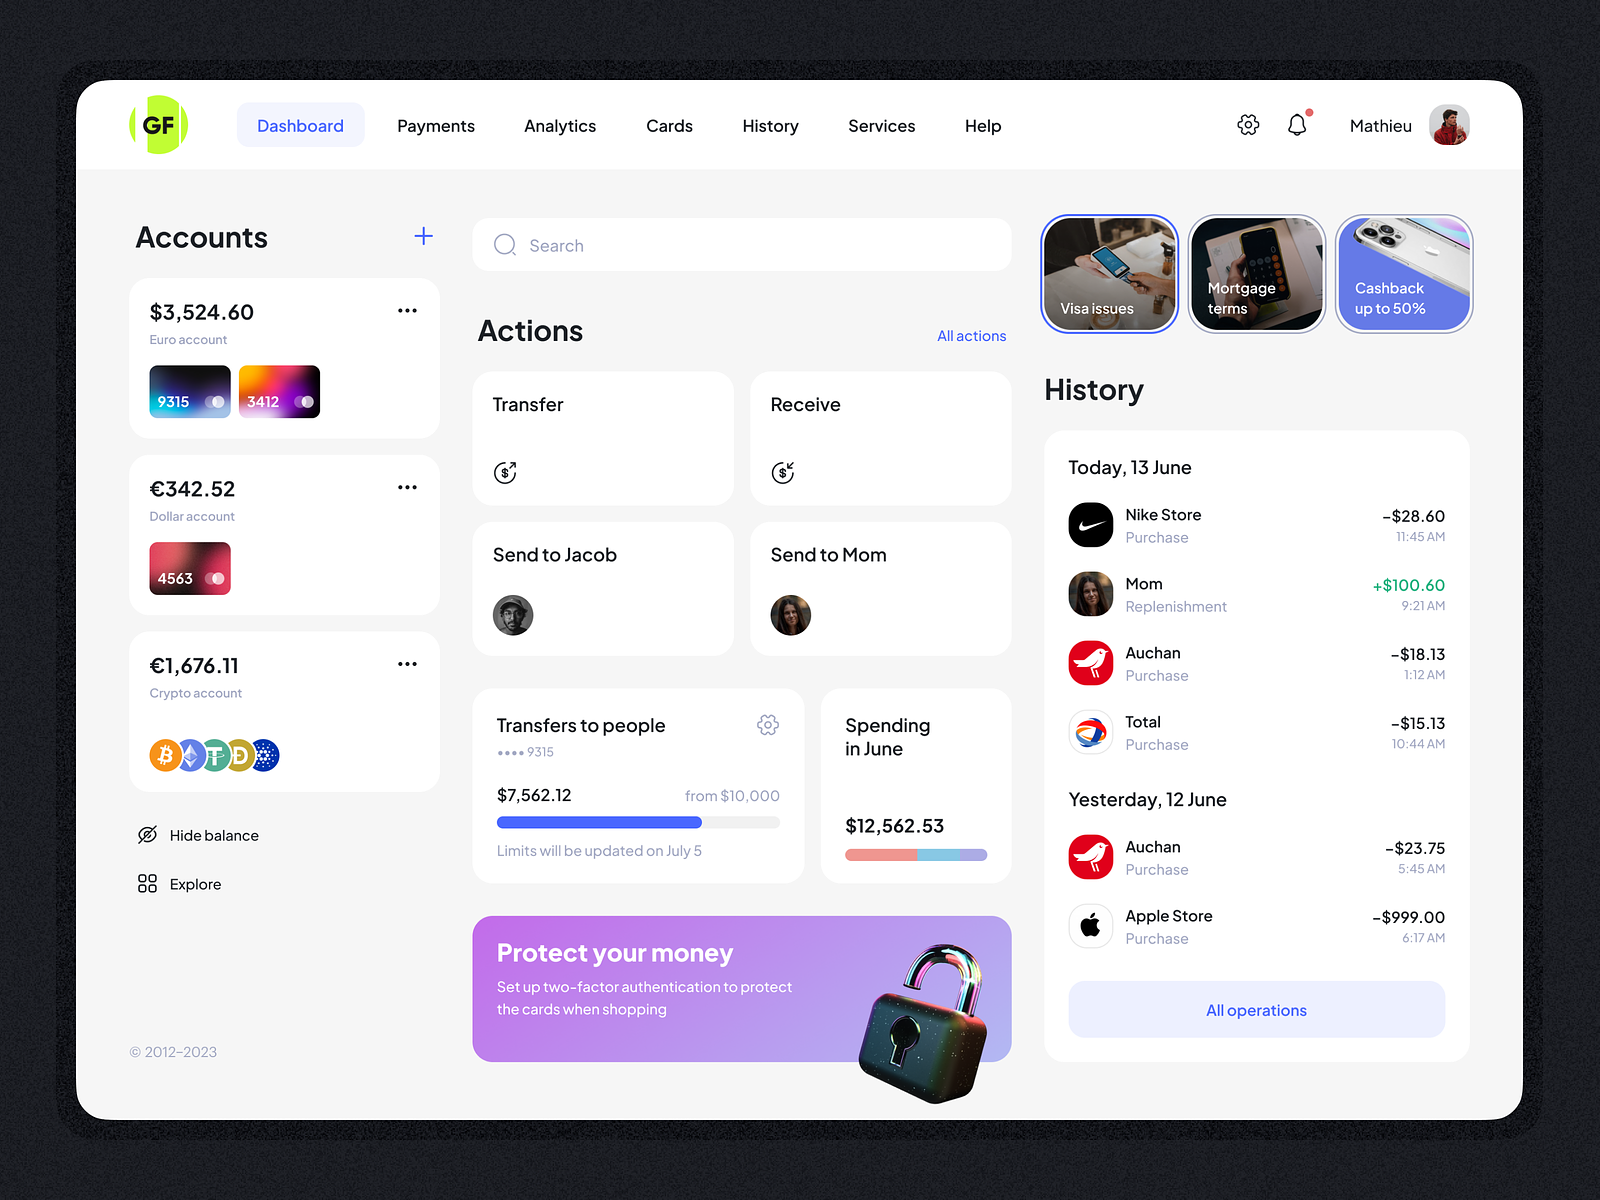 GF
Dashboard
Payments
Analytics
Cards
History
Services
Help
Mathieu
Accounts
$3,524.60
Euro account
9315
3412
€342.52
Dollar account
4563
€1,676.11
Crypto account
Hide balance
Explore
© 2012–2023
Search
Actions
All actions
Transfer
Receive
Send to Jacob
Send to Mom
Transfers to people
•••• 9315
$7,562.12
from $10,000
Limits will be updated on July 5
Spending
in June
$12,562.53
Protect your money
Set up two-factor authentication to protect
the cards when shopping
Visa issues
Mortgage
terms
Cashback
up to 50%
History
Today, 13 June
Nike Store
–$28.60
Purchase
11:45 AM
Mom
+$100.60
Replenishment
9:21 AM
Auchan
–$18.13
Purchase
1:12 AM
Total
–$15.13
Purchase
10:44 AM
Yesterday, 12 June
Auchan
–$23.75
Purchase
5:45 AM
Apple Store
–$999.00
Purchase
6:17 AM
All operations